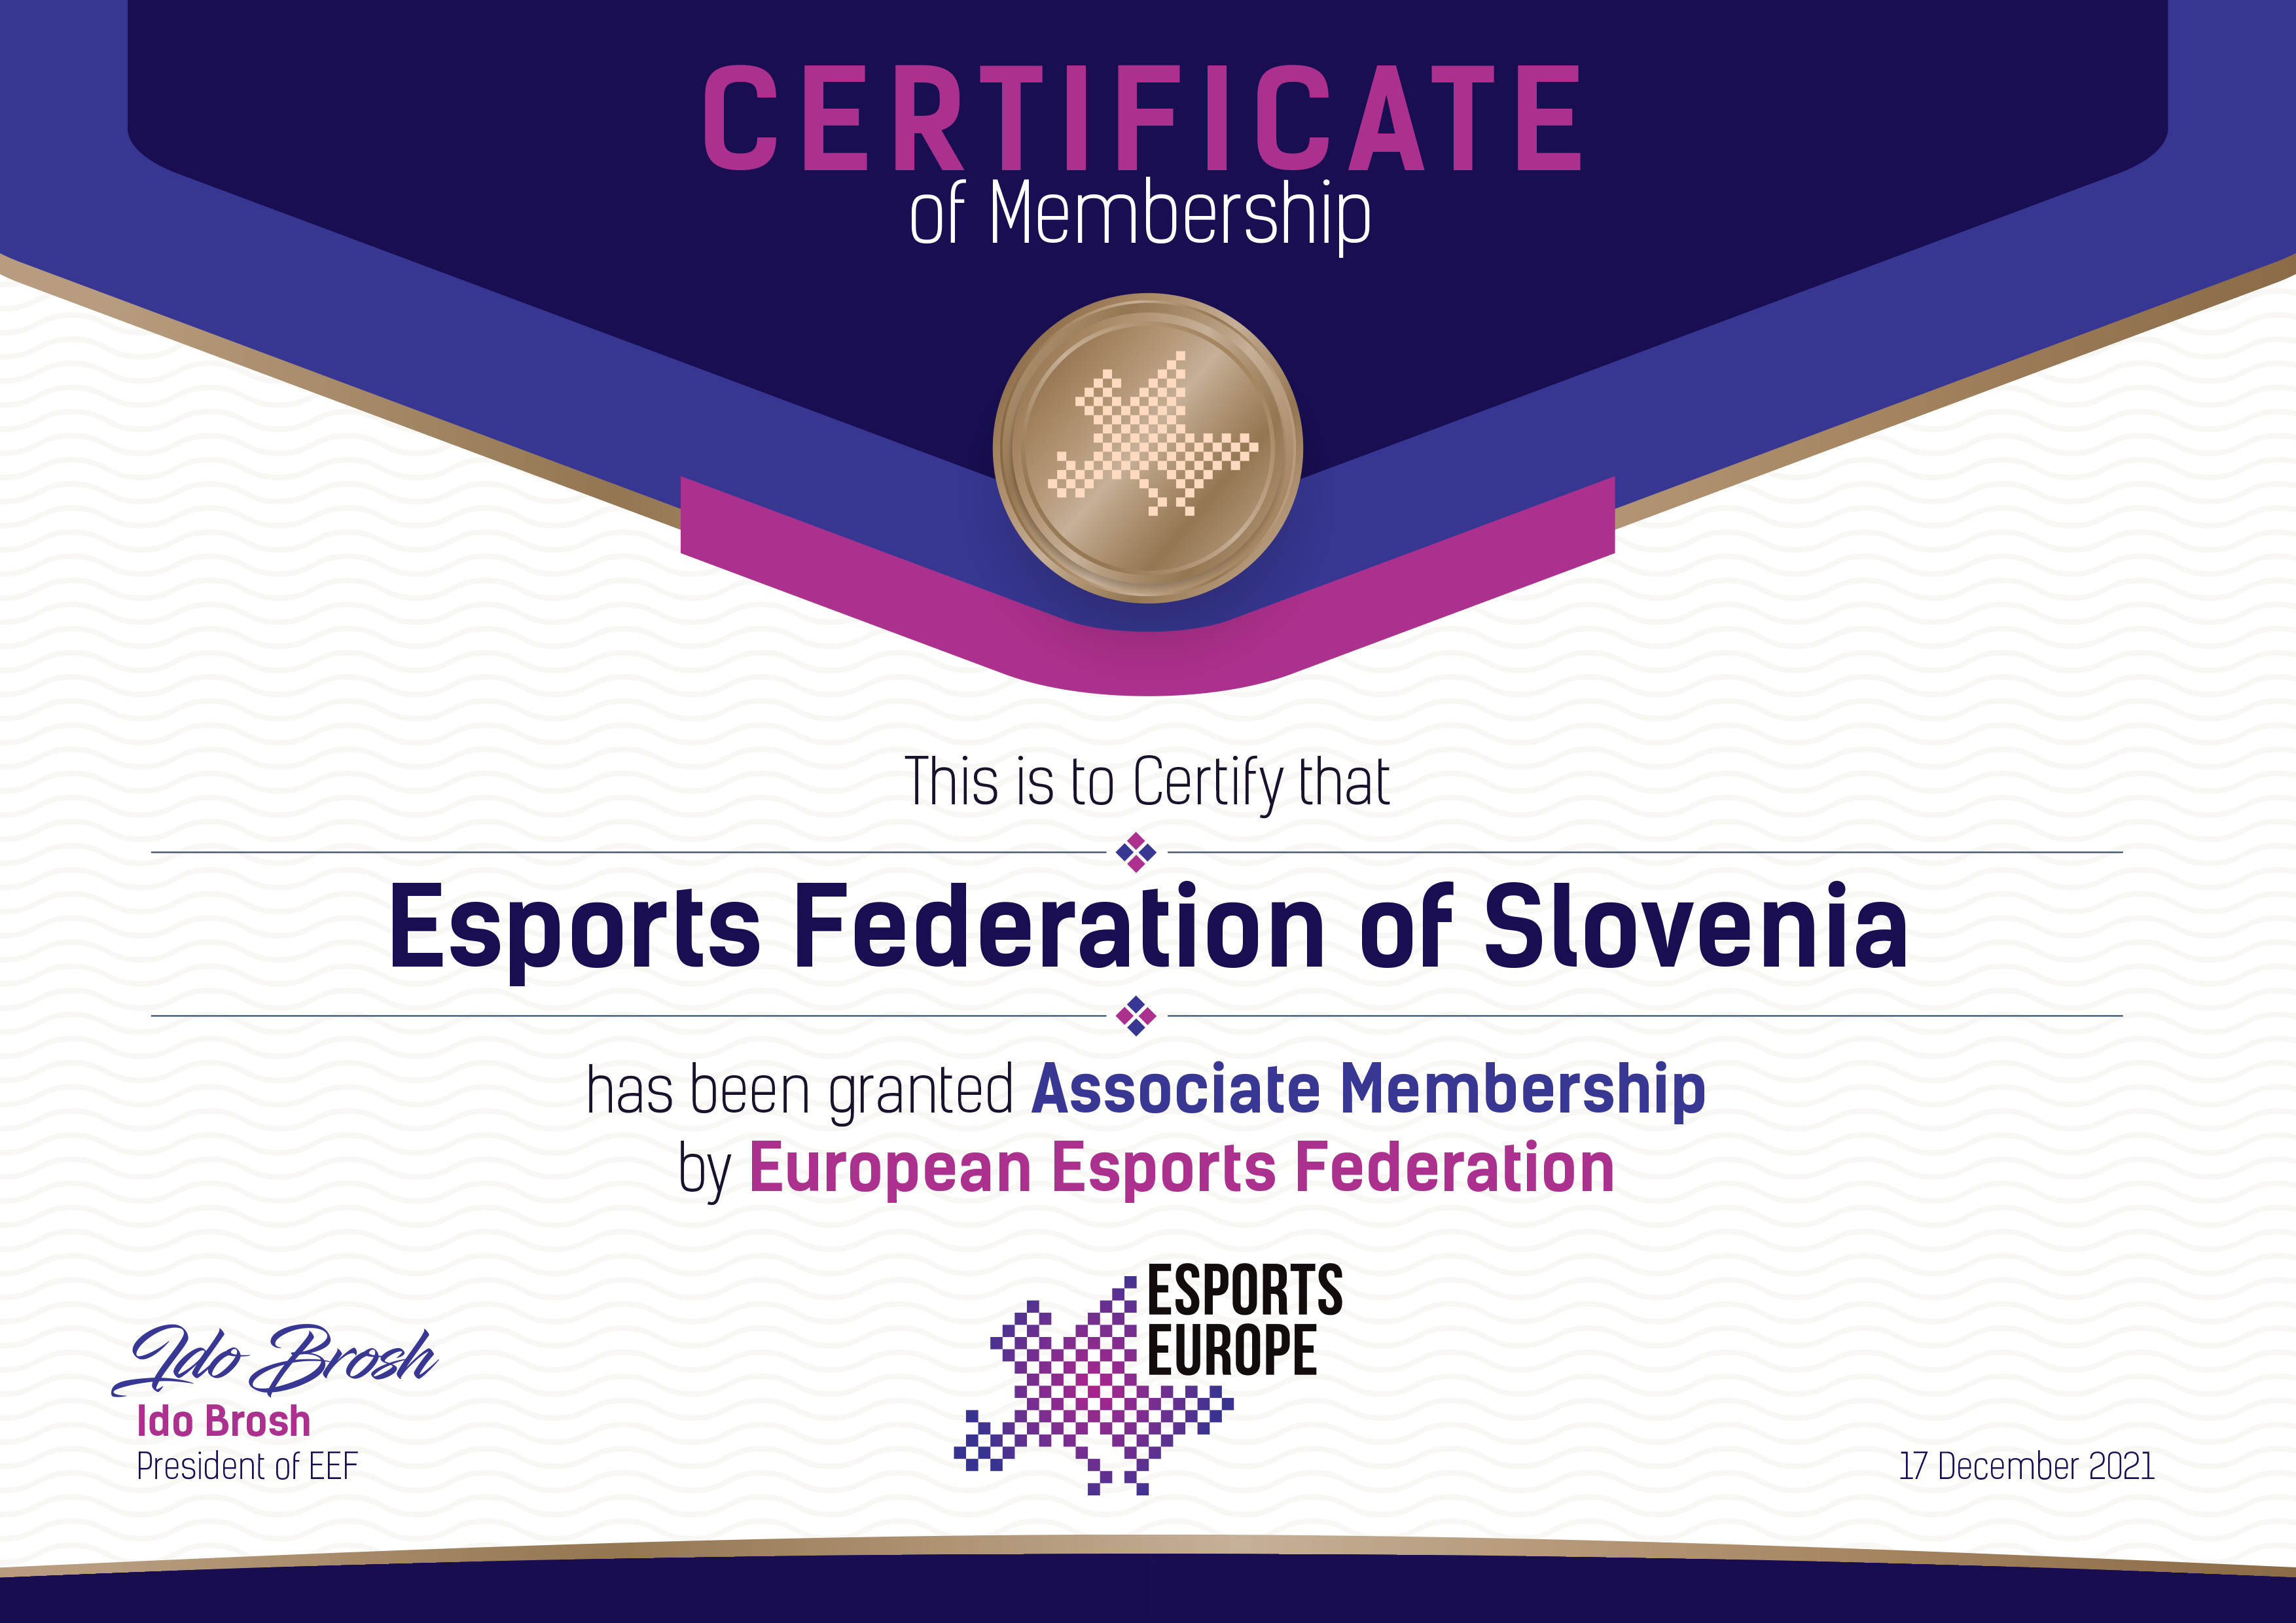 CERTIFICATE
of Membership
This is to Certify that
Esports Federation of Slovenia
has been granted Associate Membership
by European Esports Federation
ESPORTS
EUROPE
Ido Brosh
Ido Brosh
President of EEF
17 December 2021